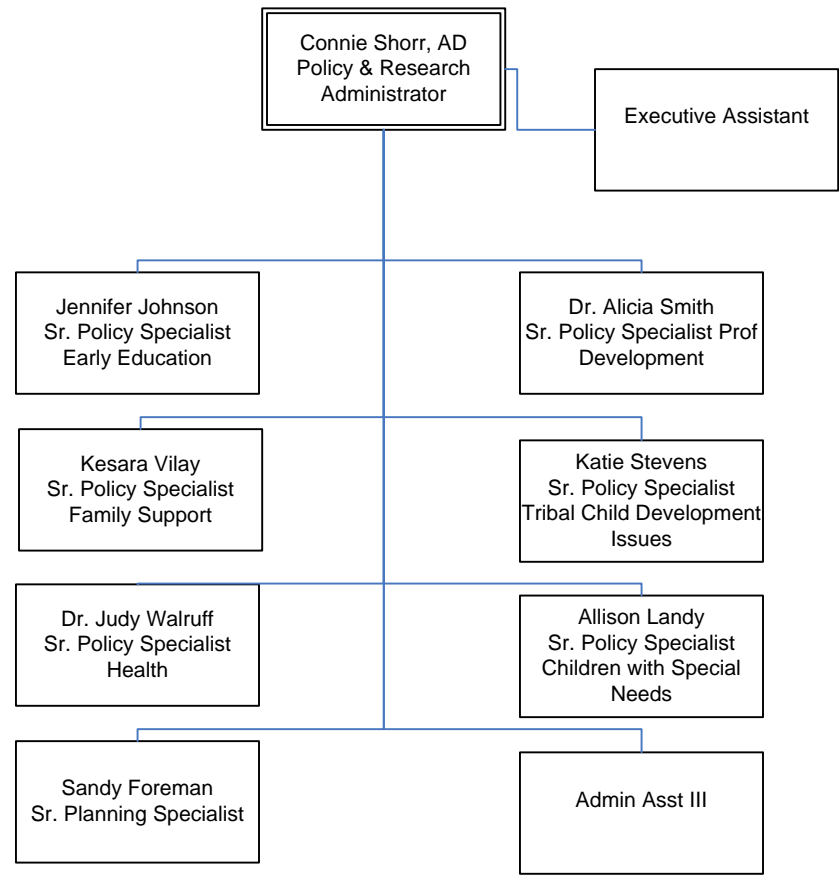 Connie Shorr, AD
Policy & Research
Administrator
Executive Assistant
Jennifer Johnson
Sr. Policy Specialist
Early Education
Dr. Alicia Smith
Sr. Policy Specialist Prof
Development
Kesara Vilay
Sr. Policy Specialist
Family Support
Katie Stevens
Sr. Policy Specialist
Tribal Child Development
Issues
Dr. Judy Walruff
Sr. Policy Specialist
Health
Allison Landy
Sr. Policy Specialist
Children with Special
Needs
Sandy Foreman
Sr. Planning Specialist
Admin Asst III